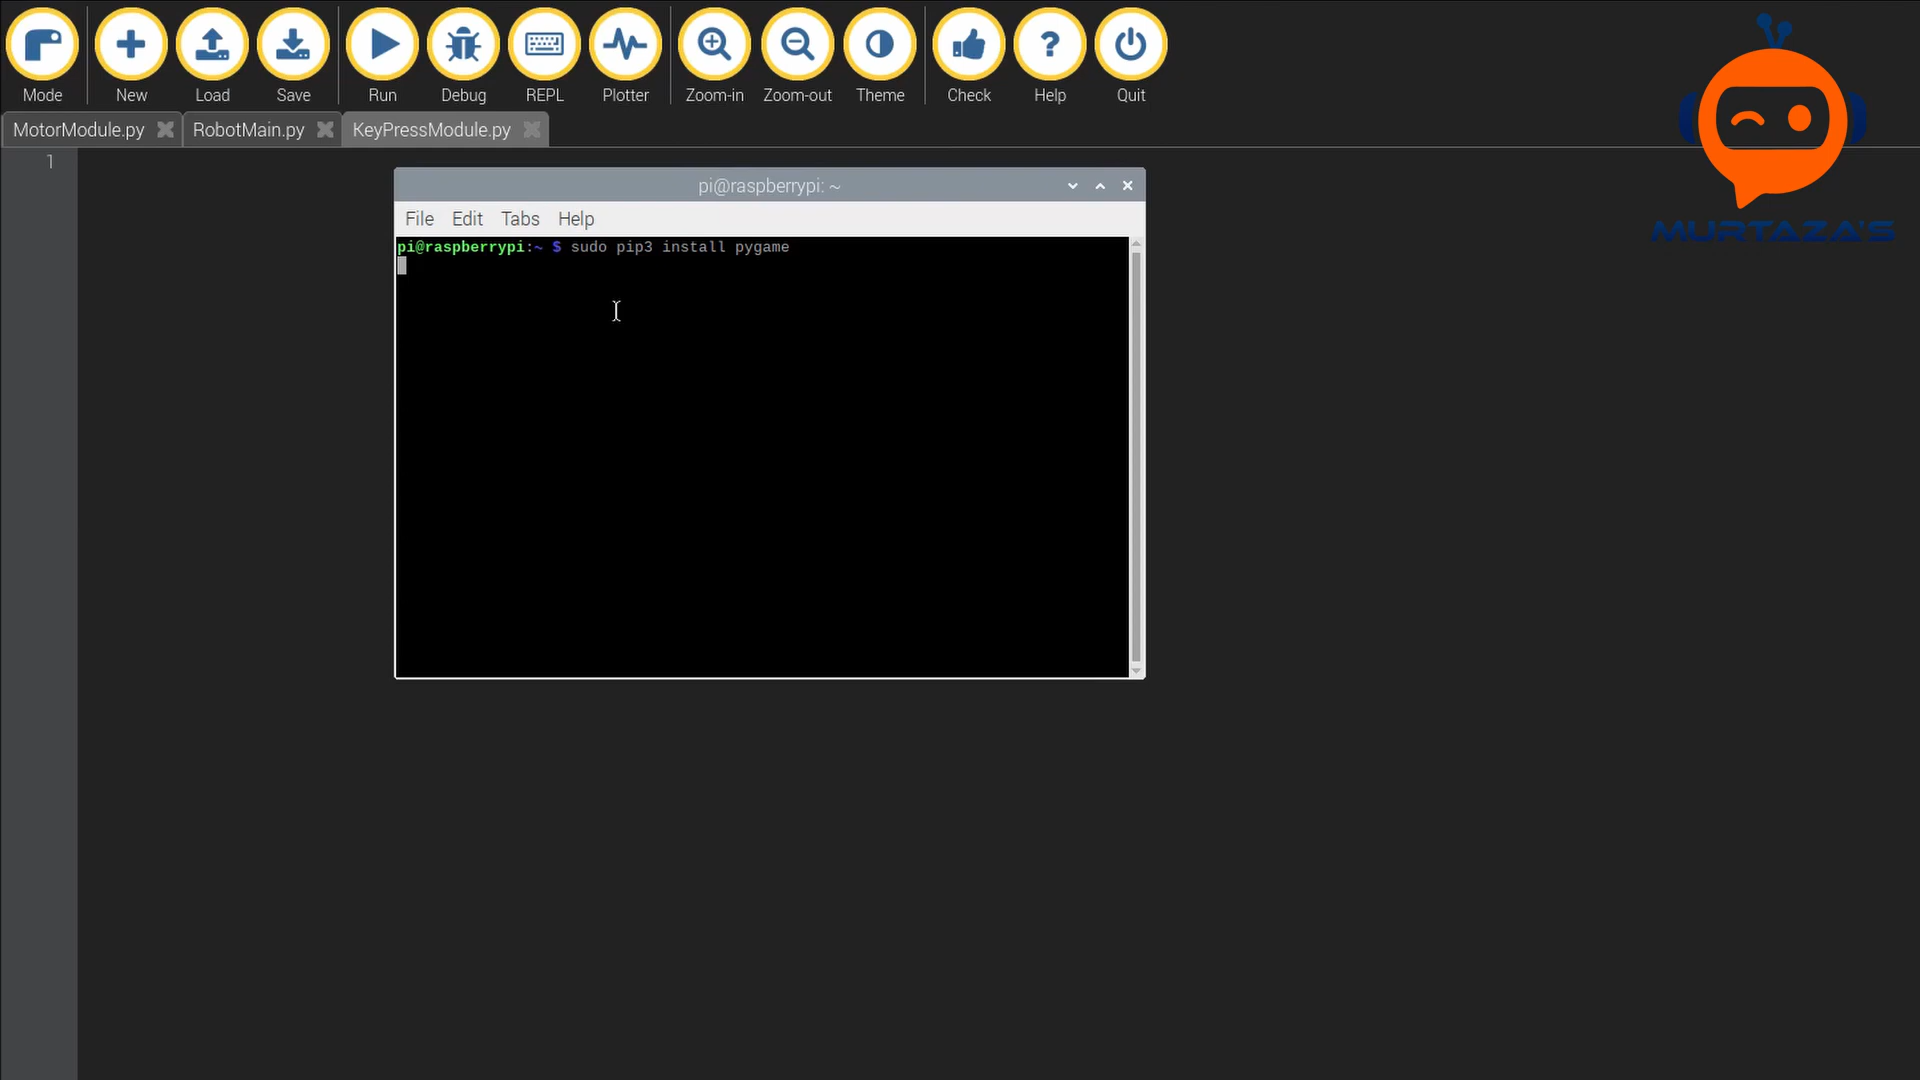 Mode New Load Save Run Debug REPL Plotter Zoom-in Zoom-out Theme Check Help Quit
MotorModule.py RobotMain.py KeyPressModule.py
1
pi@raspberrypi: ~
File Edit Tabs Help
pi@raspberrypi:~ $ sudo pip3 install pygame
MURTAZA'S